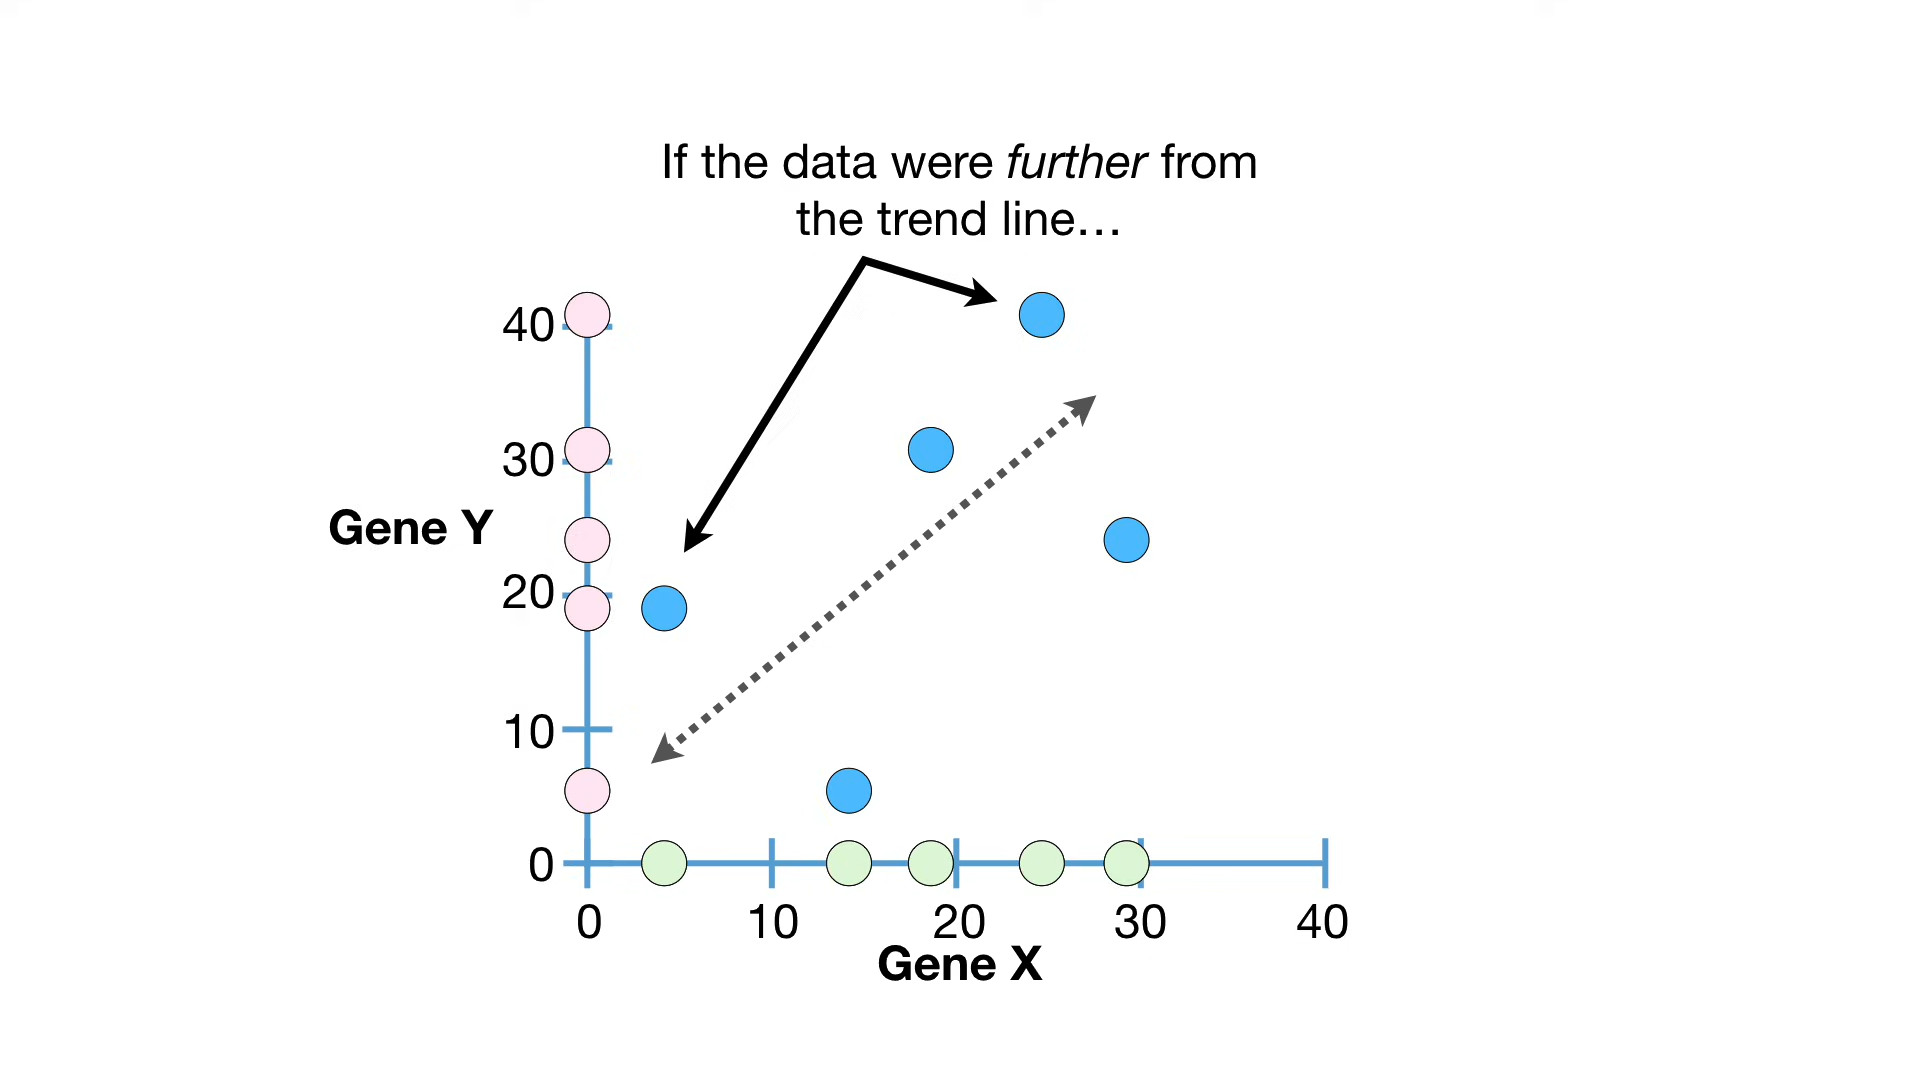 If the data were further from
the trend line…
40
30
Gene Y
20
10
0
0 10 20 30 40
Gene X